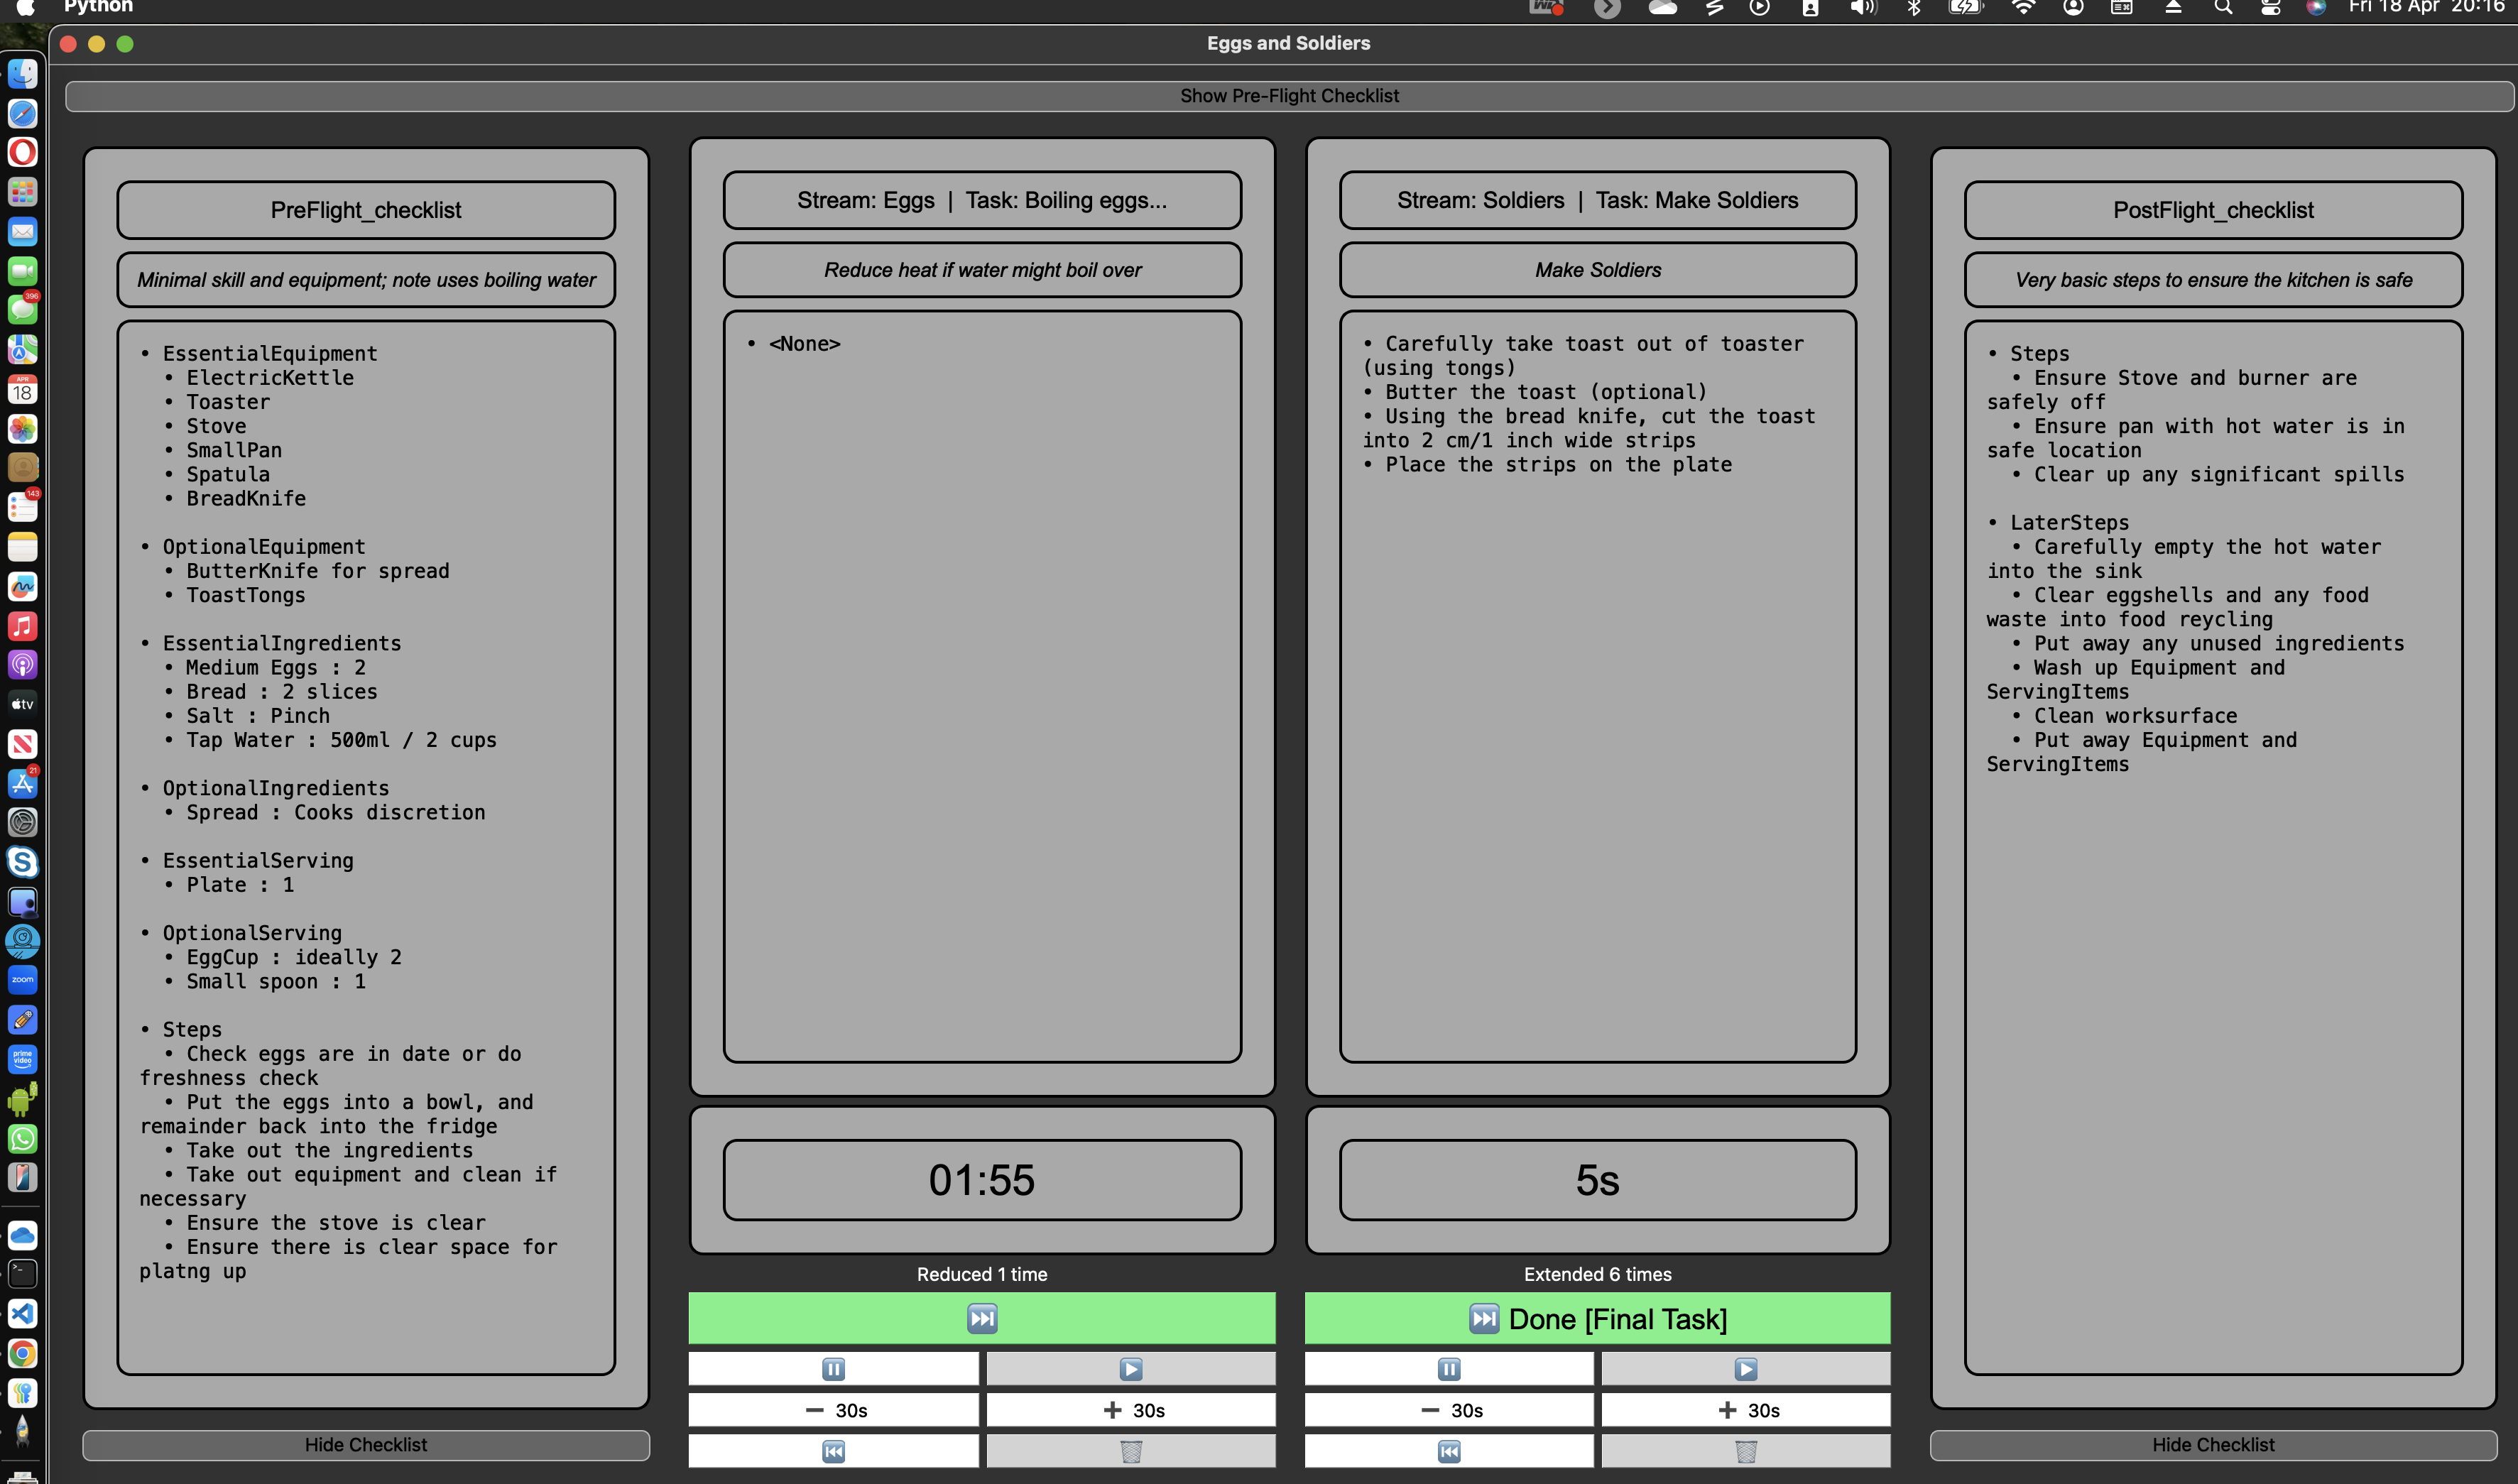 Python
Fri 18 Apr 20:16
Eggs and Soldiers
Show Pre-Flight Checklist
PreFlight_checklist
Minimal skill and equipment; note uses boiling water
• EssentialEquipment
• ElectricKettle
• Toaster
• Stove
• SmallPan
• Spatula
• BreadKnife
• OptionalEquipment
• ButterKnife for spread
• ToastTongs
• EssentialIngredients
• Medium Eggs : 2
• Bread : 2 slices
• Salt : Pinch
• Tap Water : 500ml / 2 cups
• OptionalIngredients
• Spread : Cooks discretion
• EssentialServing
• Plate : 1
• OptionalServing
• EggCup : ideally 2
• Small spoon : 1
• Steps
• Check eggs are in date or do
freshness check
• Put the eggs into a bowl, and
remainder back into the fridge
• Take out the ingredients
• Take out equipment and clean if
necessary
• Ensure the stove is clear
• Ensure there is clear space for
platng up
Hide Checklist
Stream: Eggs | Task: Boiling eggs...
Reduce heat if water might boil over
• <None>
01:55
Reduced 1 time
− 30s
+ 30s
Stream: Soldiers | Task: Make Soldiers
Make Soldiers
• Carefully take toast out of toaster
(using tongs)
• Butter the toast (optional)
• Using the bread knife, cut the toast
into 2 cm/1 inch wide strips
• Place the strips on the plate
5s
Extended 6 times
Done [Final Task]
− 30s
+ 30s
PostFlight_checklist
Very basic steps to ensure the kitchen is safe
• Steps
• Ensure Stove and burner are
safely off
• Ensure pan with hot water is in
safe location
• Clear up any significant spills
• LaterSteps
• Carefully empty the hot water
into the sink
• Clear eggshells and any food
waste into food reycling
• Put away any unused ingredients
• Wash up Equipment and
ServingItems
• Clean worksurface
• Put away Equipment and
ServingItems
Hide Checklist
396
APR
18
143
tv
21
zoom
prime
video